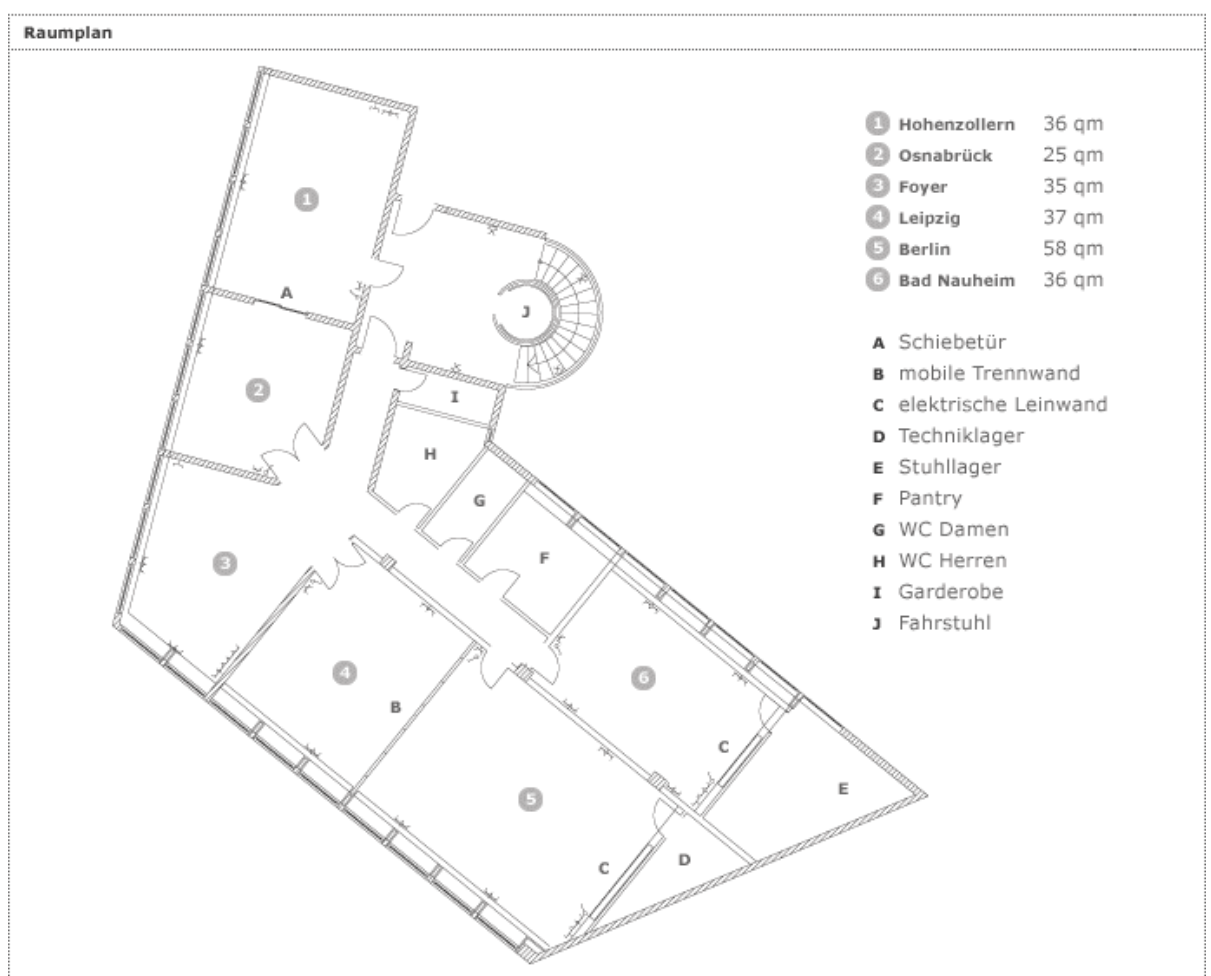 Raumplan
1 Hohenzollern 36 qm
2 Osnabrück 25 qm
3 Foyer 35 qm
4 Leipzig 37 qm
5 Berlin 58 qm
6 Bad Nauheim 36 qm
A Schiebetür
B mobile Trennwand
C elektrische Leinwand
D Techniklager
E Stuhllager
F Pantry
G WC Damen
H WC Herren
I Garderobe
J Fahrstuhl
1
A
J
2
I
H
G
F
3
4
6
B
C
E
5
D
C